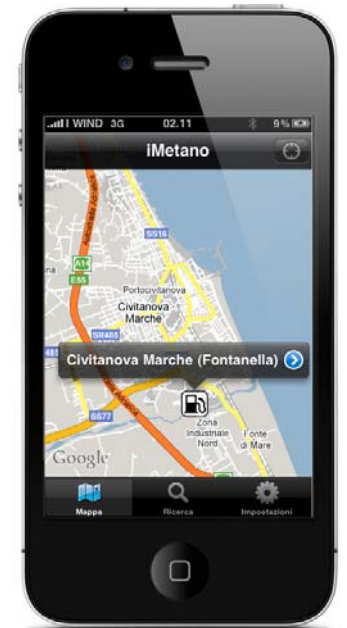 I WIND 3G 02.11 9%
iMetano
SS16
A14
E55
Portocivitanova
Civitanova
Marche
SR485
485
Civitanova Marche (Fontanella)
SS77
Zona
Industriale
Nord
Fonte
di Mare
Google
Mappa Ricerca Impostazioni